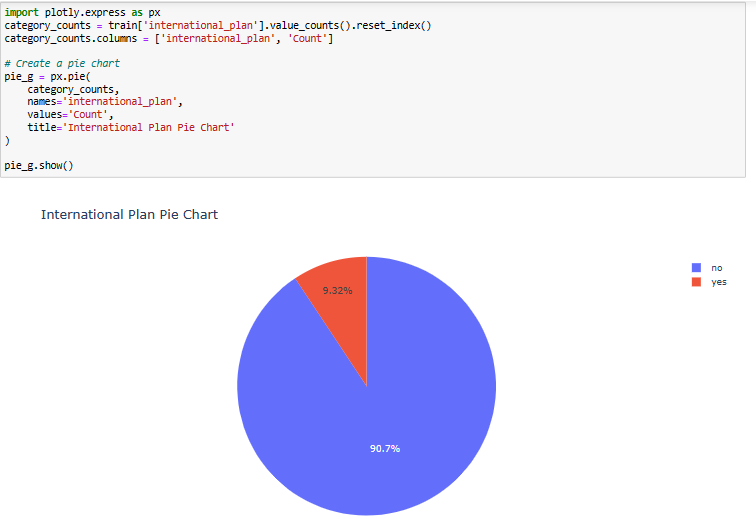 import plotly.express as px
category_counts = train['international_plan'].value_counts().reset_index()
category_counts.columns = ['international_plan', 'Count']
# Create a pie chart
pie_g = px.pie(
    category_counts,
    names='international_plan',
    values='Count',
    title='International Plan Pie Chart'
)
pie_g.show()
International Plan Pie Chart
no
yes
9.32%
90.7%